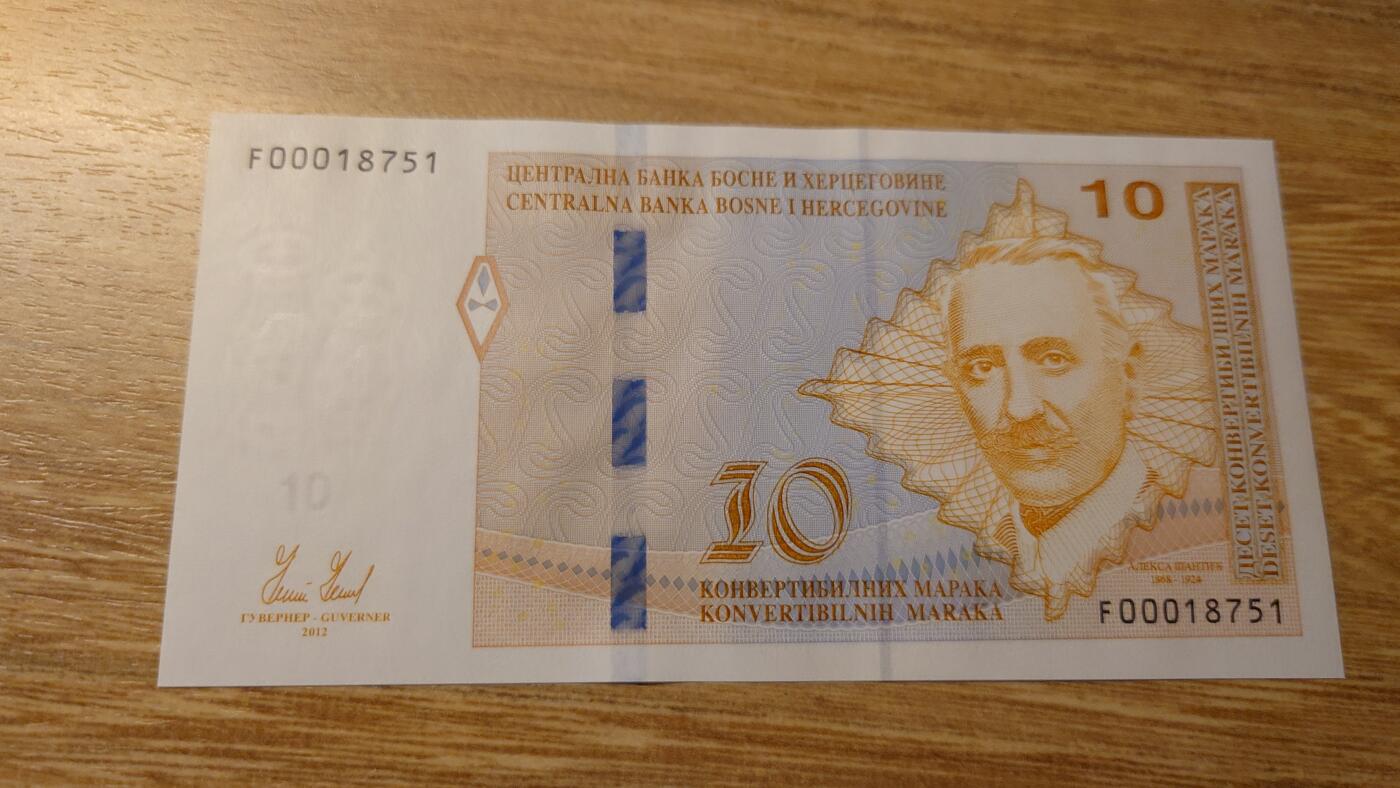 F00018751
ЦЕНТРАЛНА БАНКА БОСНЕ И ХЕРЦЕГОВИНЕ
CENTRALNA BANKA BOSNE I HERCEGOVINE
10
ДЕСЕТ КОНВЕРТИБИЛНИХ МАРАКА
DESET KONVERTIBILNIH MARAKA
10
10
КОНВЕРТИБИЛНИХ МАРАКА
KONVERTIBILNIH MARAKA
АЛЕКСА ШАНТИЋ
1868 - 1924
F00018751
ГУВЕРНЕР - GUVERNER
2012